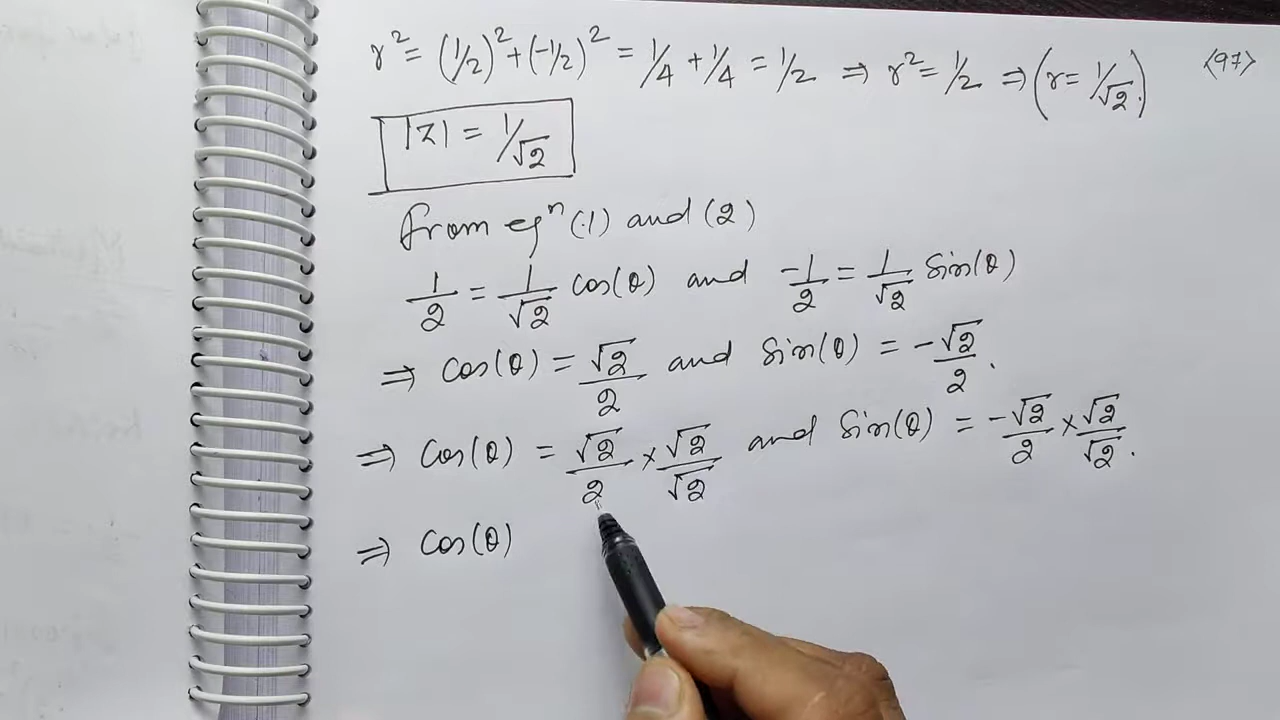 r² = (1/2)² + (-1/2)² = 1/4 + 1/4 = 1/2 ⇒ r² = 1/2 ⇒ (r = 1/√2.) <97>
|Z| = 1/√2
from eqⁿ (1) and (2)
1/2 = 1/√2 cos(θ) and -1/2 = 1/√2 Sin(θ)
⇒ cos(θ) = √2/2 and Sin(θ) = -√2/2.
⇒ cos(θ) = √2/2 × √2/√2 and Sin(θ) = -√2/2 × √2/√2.
⇒ cos(θ)